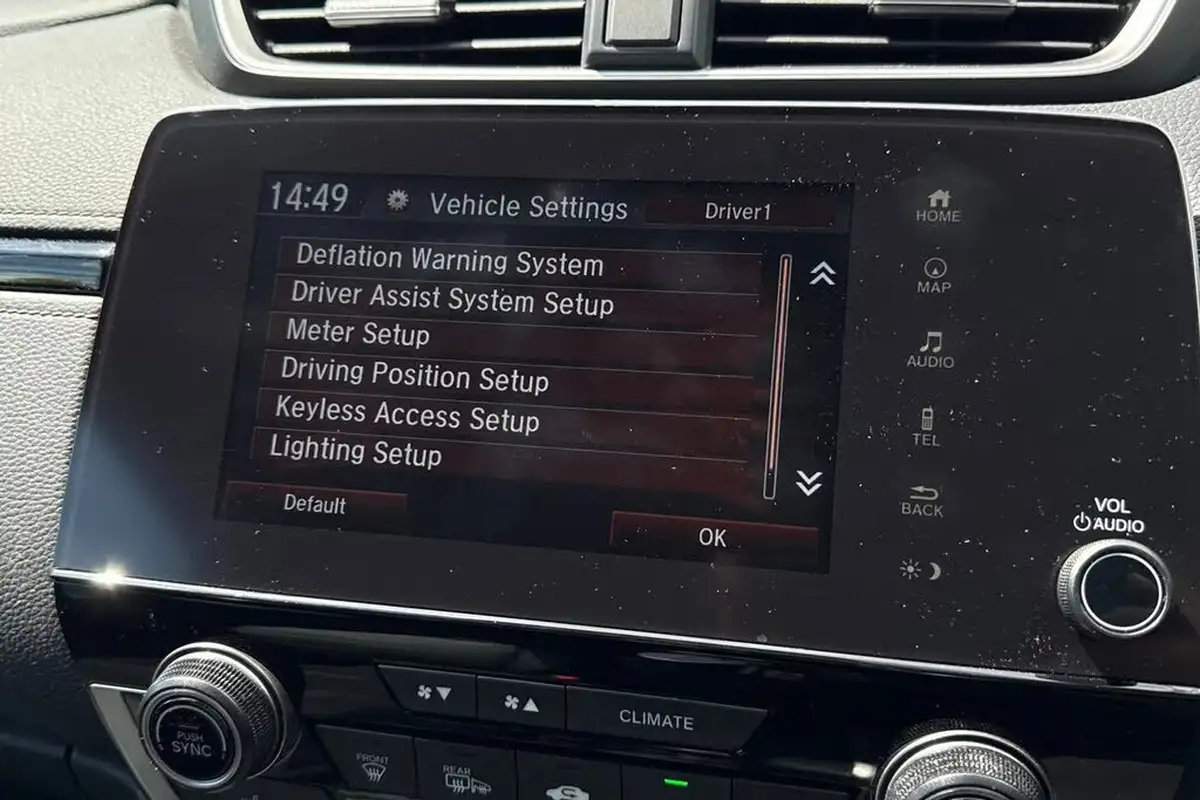 14:49 Vehicle Settings Driver1
Deflation Warning System
Driver Assist System Setup
Meter Setup
Driving Position Setup
Keyless Access Setup
Lighting Setup
Default
OK
HOME
MAP
AUDIO
TEL
BACK
VOL
AUDIO
PUSH
SYNC
CLIMATE
FRONT
REAR